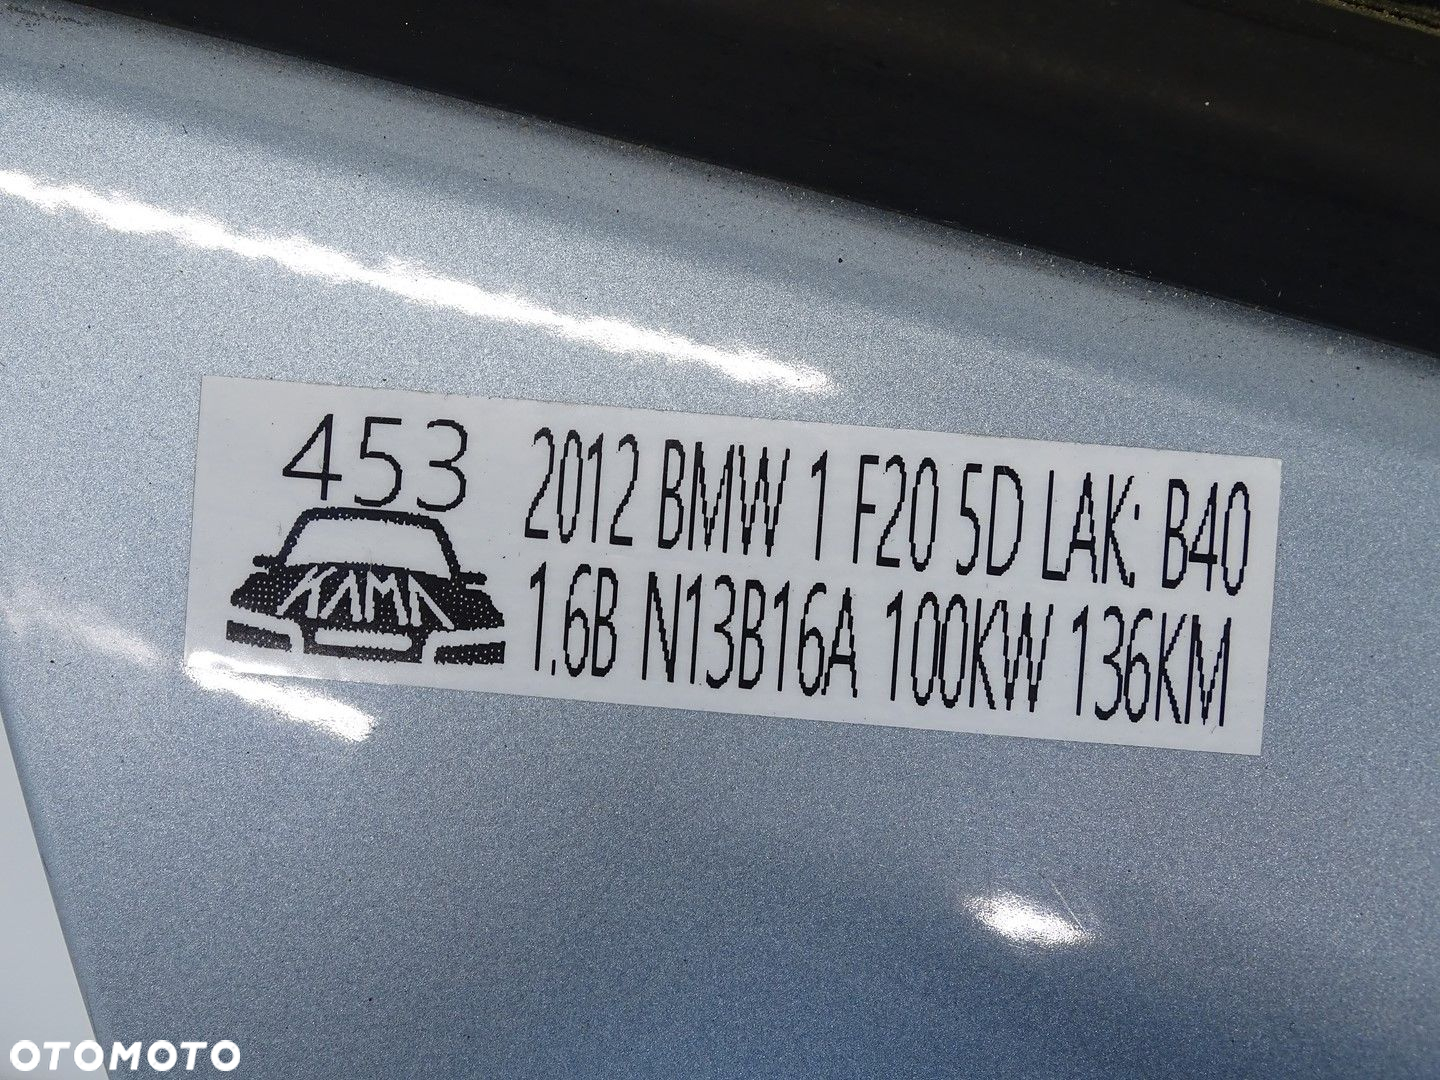 453
2012 BMW 1 F20 5D LAK: B40
KAMA
1.6B N13B16A 100KW 136KM
OTOMOTO